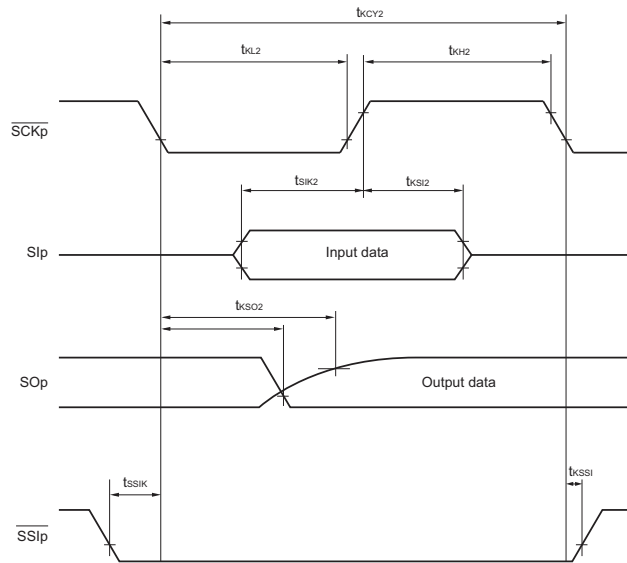 tKCY2
tKL2
tKH2
SCKp
tSIK2
tKSI2
SIp
Input data
tKSO2
SOp
Output data
tSSIK
tKSSI
SSIp